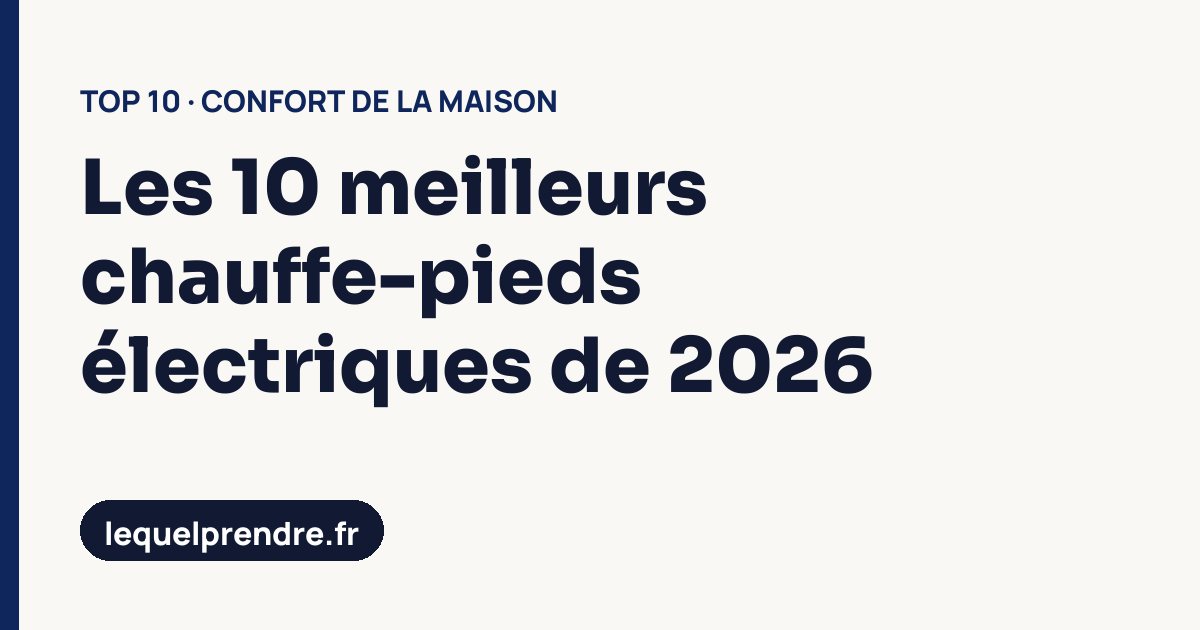 TOP 10 · CONFORT DE LA MAISON
Les 10 meilleurs
chauffe-pieds
électriques de 2026
lequelprendre.fr